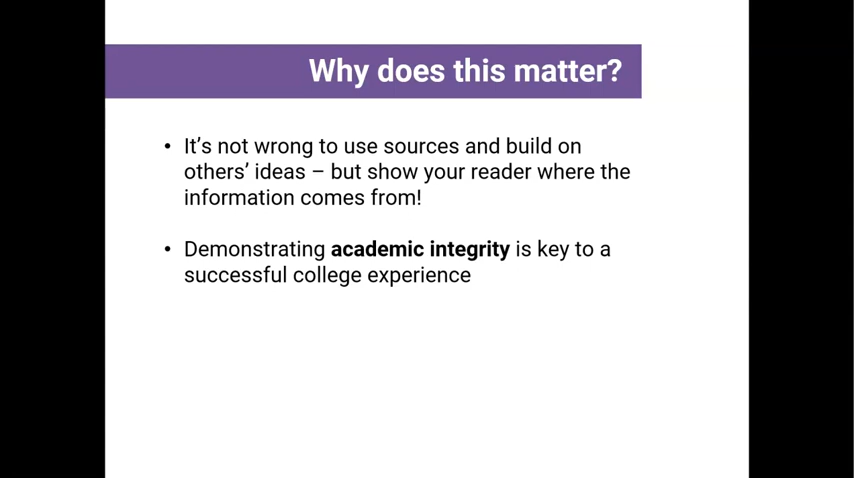 Why does this matter?
• It’s not wrong to use sources and build on
others’ ideas – but show your reader where the
information comes from!
• Demonstrating academic integrity is key to a
successful college experience